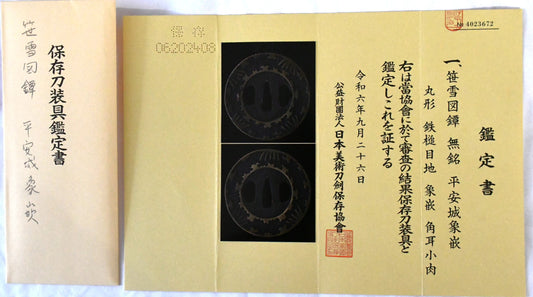 保存刀装具鑑定書
笹雪図鐔 平安城象嵌
保存
06202408
№ 4023672
鑑定書
一、笹雪図鐔 無銘 平安城象嵌
丸形 鉄槌目地 象嵌 角耳小肉
右は當協會に於て審査の結果保存刀装具と
鑑定しこれを証する
令和六年九月二十六日
公益財團法人 日本美術刀劍保存協會